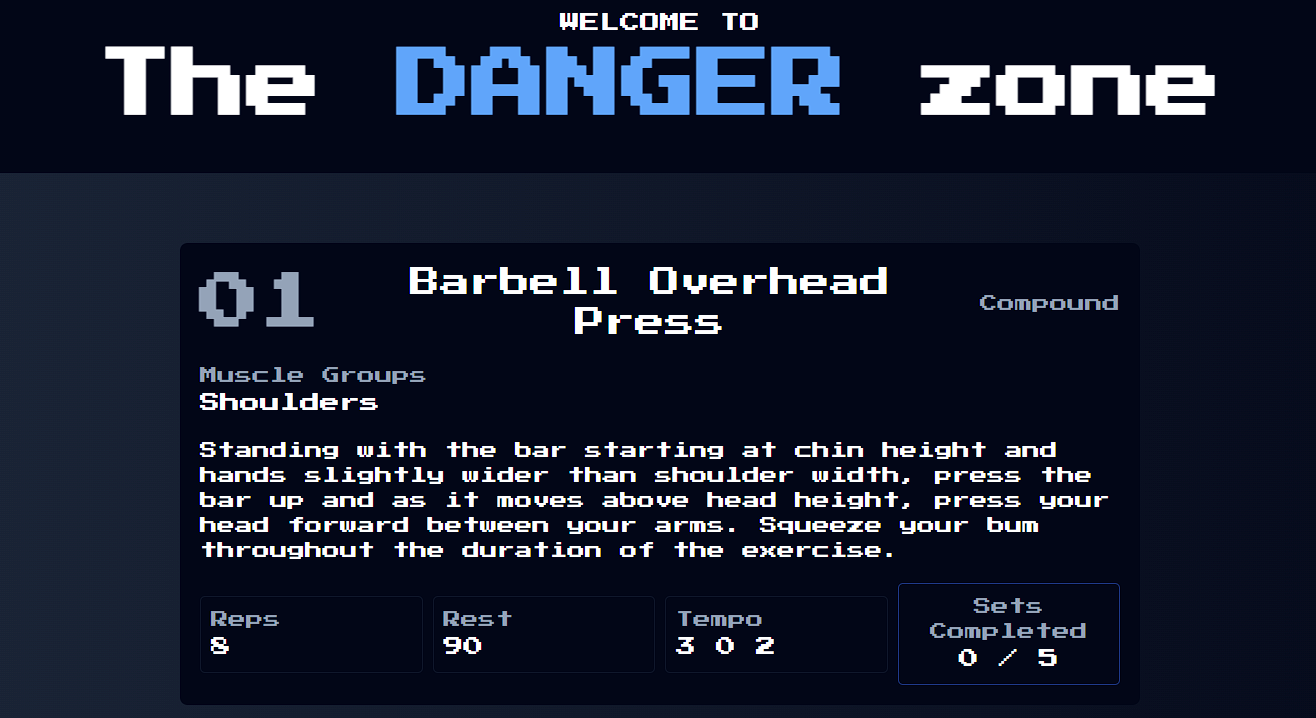 WELCOME TO
The DANGER zone
01
Barbell Overhead
Press
Compound
Muscle Groups
Shoulders
Standing with the bar starting at chin height and
hands slightly wider than shoulder width, press the
bar up and as it moves above head height, press your
head forward between your arms. Squeeze your bum
throughout the duration of the exercise.
Reps
8
Rest
90
Tempo
3 0 2
Sets
Completed
0 / 5